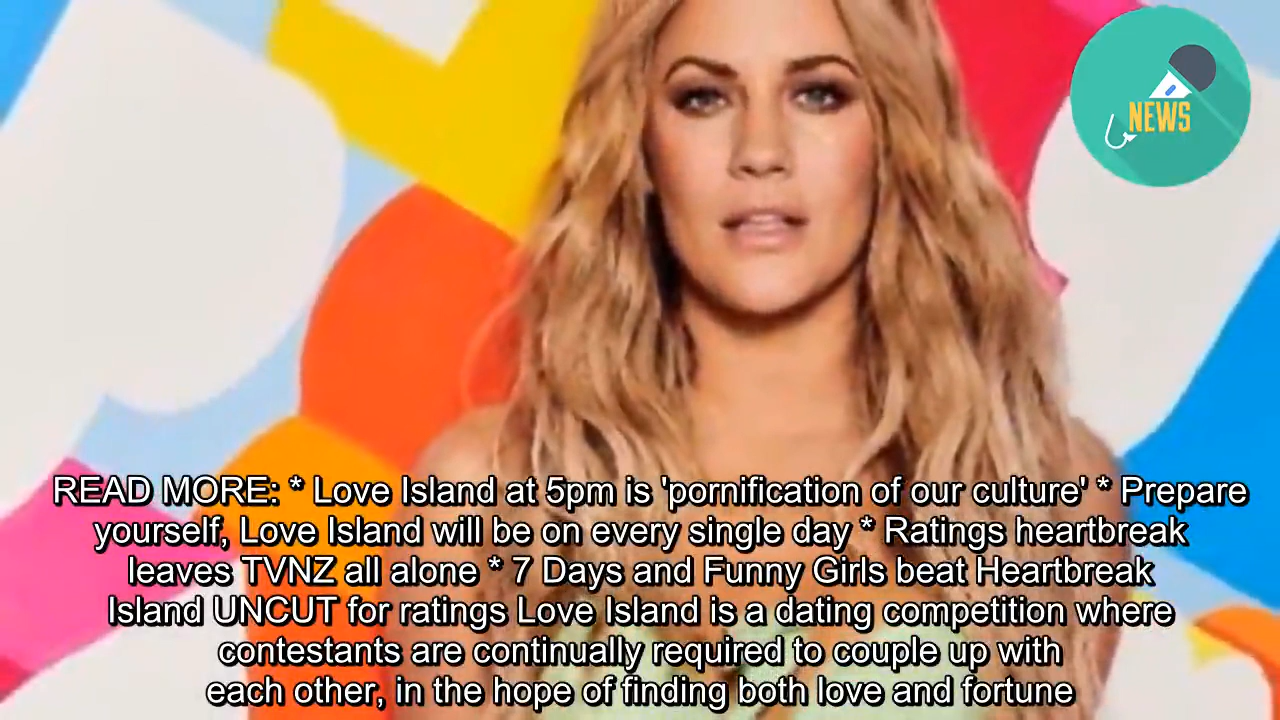 NEWS
READ MORE: * Love Island at 5pm is 'pornification of our culture' * Prepare
yourself, Love Island will be on every single day * Ratings heartbreak
leaves TVNZ all alone * 7 Days and Funny Girls beat Heartbreak
Island UNCUT for ratings Love Island is a dating competition where
contestants are continually required to couple up with
each other, in the hope of finding both love and fortune